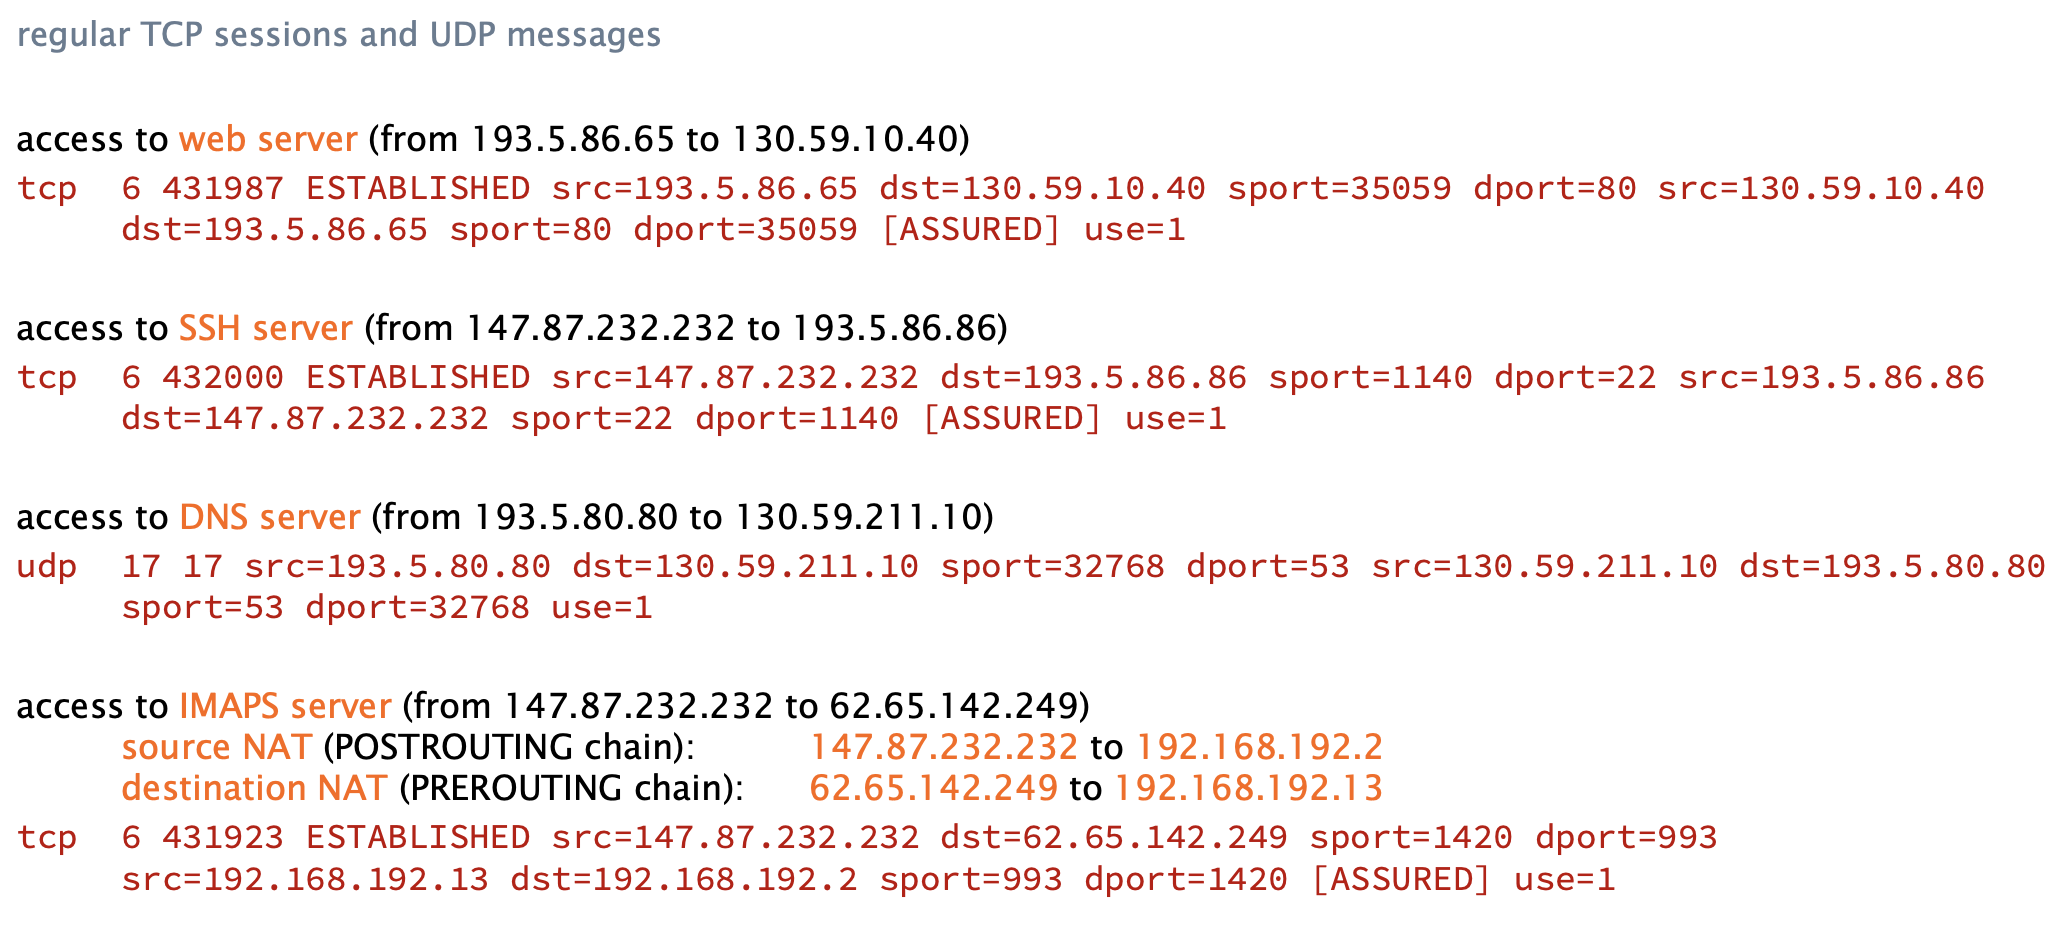 regular TCP sessions and UDP messages
access to web server (from 193.5.86.65 to 130.59.10.40)
tcp 6 431987 ESTABLISHED src=193.5.86.65 dst=130.59.10.40 sport=35059 dport=80 src=130.59.10.40
dst=193.5.86.65 sport=80 dport=35059 [ASSURED] use=1
access to SSH server (from 147.87.232.232 to 193.5.86.86)
tcp 6 432000 ESTABLISHED src=147.87.232.232 dst=193.5.86.86 sport=1140 dport=22 src=193.5.86.86
dst=147.87.232.232 sport=22 dport=1140 [ASSURED] use=1
access to DNS server (from 193.5.80.80 to 130.59.211.10)
udp 17 17 src=193.5.80.80 dst=130.59.211.10 sport=32768 dport=53 src=130.59.211.10 dst=193.5.80.80
sport=53 dport=32768 use=1
access to IMAPS server (from 147.87.232.232 to 62.65.142.249)
source NAT (POSTROUTING chain): 147.87.232.232 to 192.168.192.2
destination NAT (PREROUTING chain): 62.65.142.249 to 192.168.192.13
tcp 6 431923 ESTABLISHED src=147.87.232.232 dst=62.65.142.249 sport=1420 dport=993
src=192.168.192.13 dst=192.168.192.2 sport=993 dport=1420 [ASSURED] use=1